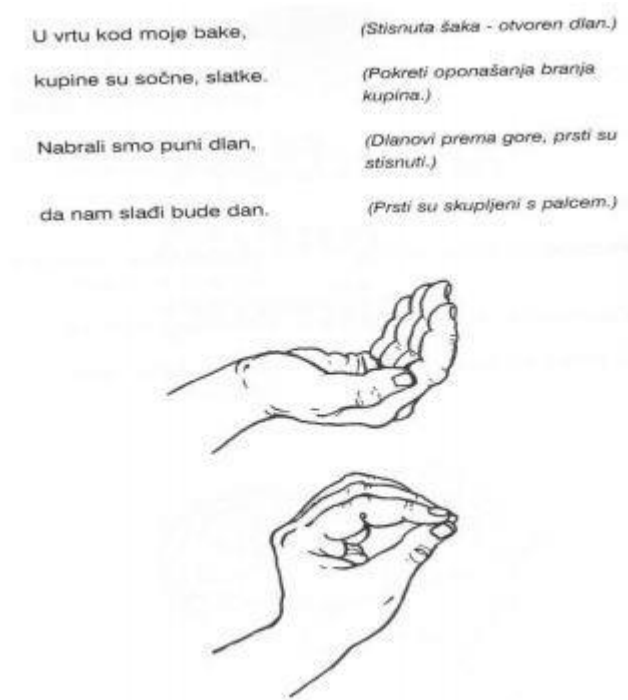 U vrtu kod moje bake,
(Stisnuta šaka - otvoren dlan.)
kupine su sočne, slatke.
(Pokreti oponašanja branja
kupina.)
Nabrali smo puni dlan,
(Dlanovi prema gore, prsti su
stisnuti.)
da nam slađi bude dan.
(Prsti su skupljeni s palcem.)